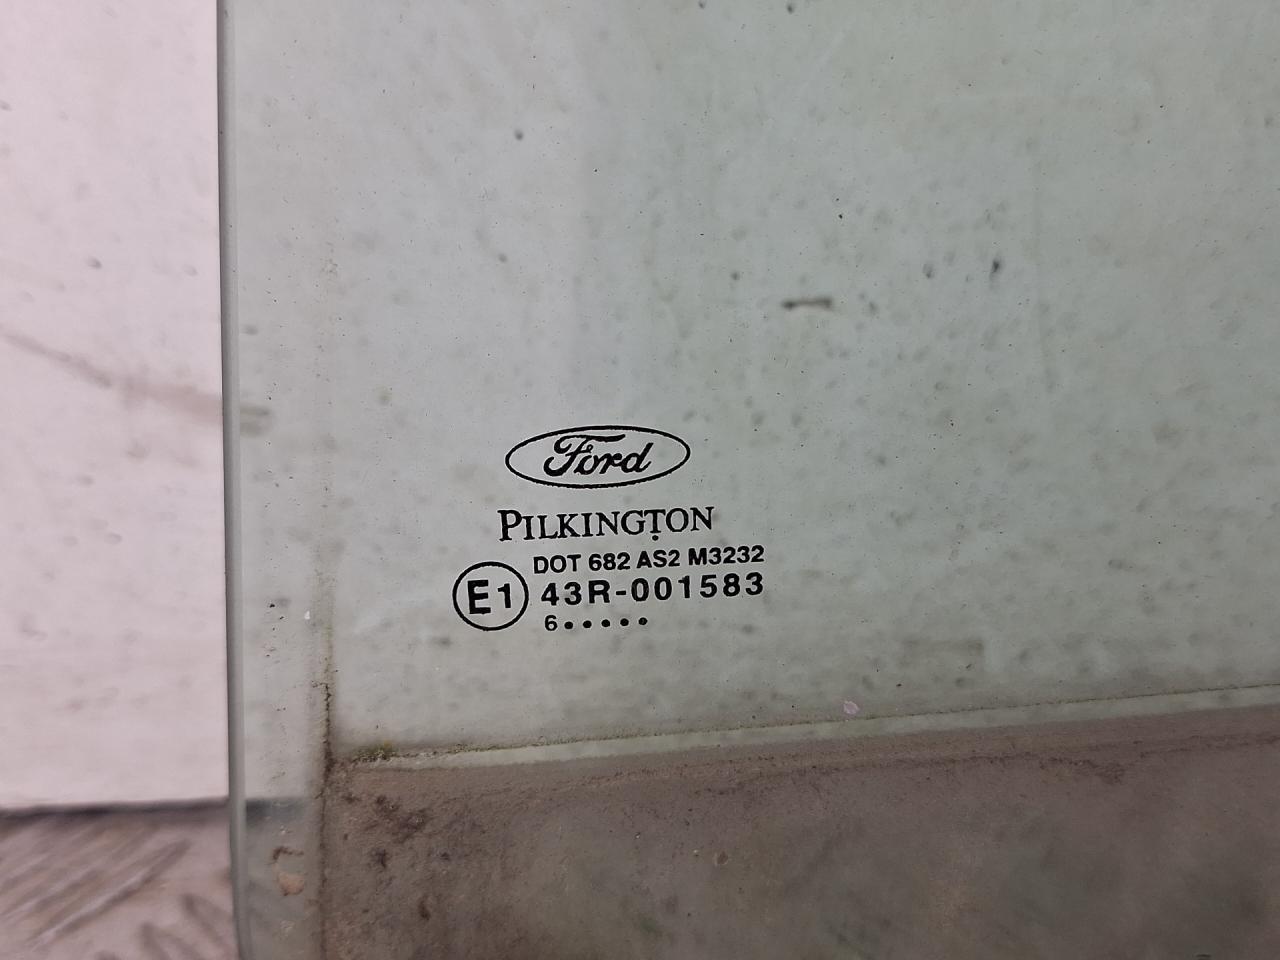 Ford
PILKINGTON
DOT 682 AS2 M3232
E1 43R-001583
6•••••